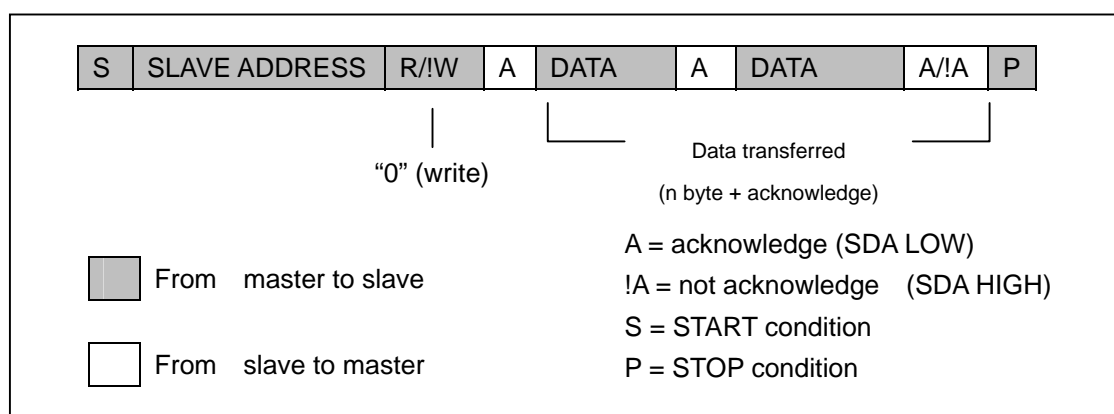 S SLAVE ADDRESS R/!W A DATA A DATA A/!A P
“0” (write)
Data transferred
(n byte + acknowledge)
A = acknowledge (SDA LOW)
!A = not acknowledge (SDA HIGH)
S = START condition
P = STOP condition
From master to slave
From slave to master